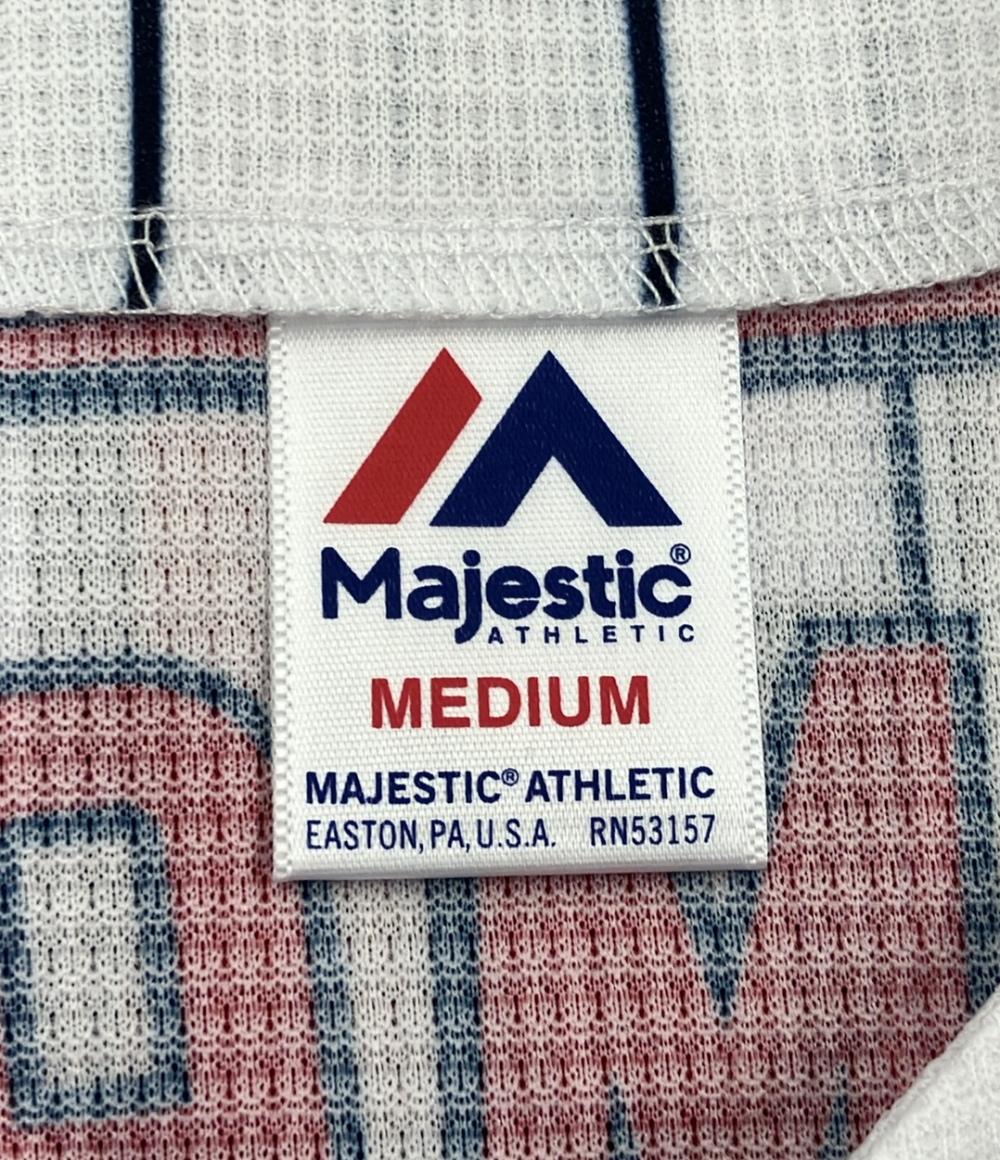 Majestic®
ATHLETIC
MEDIUM
MAJESTIC® ATHLETIC
EASTON, PA, U.S.A. RN53157